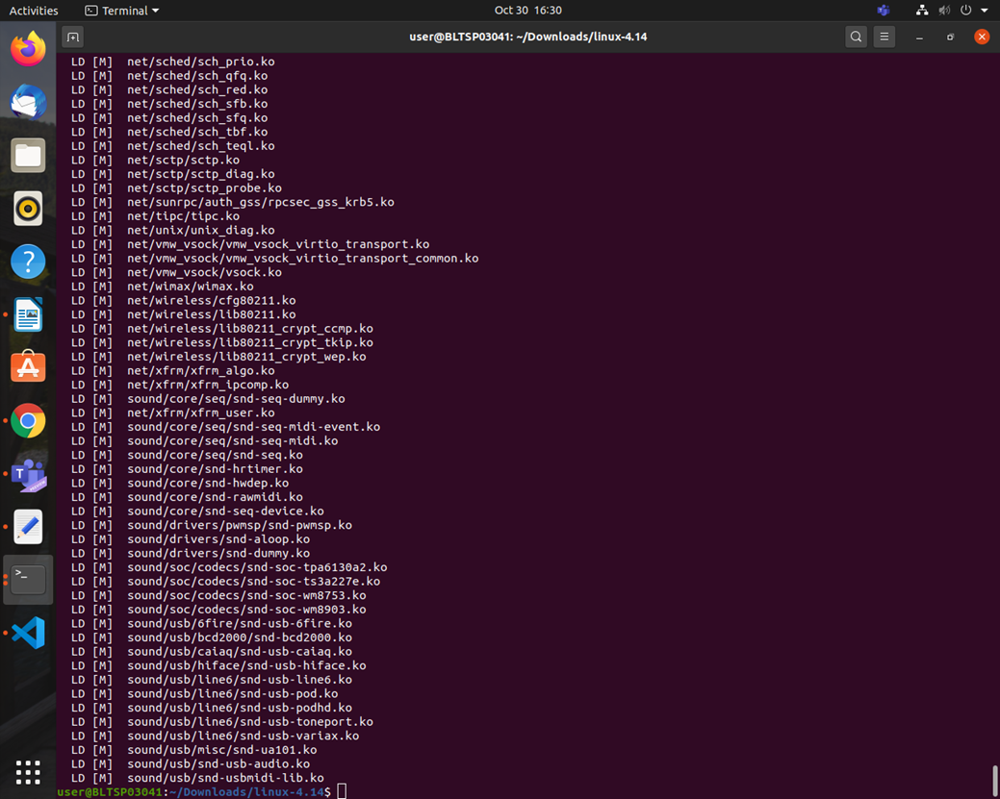 Activities
Terminal
Oct 30 16:30
user@BLTSP03041: ~/Downloads/linux-4.14
LD [M]  net/sched/sch_prio.ko
LD [M]  net/sched/sch_qfq.ko
LD [M]  net/sched/sch_red.ko
LD [M]  net/sched/sch_sfb.ko
LD [M]  net/sched/sch_sfq.ko
LD [M]  net/sched/sch_tbf.ko
LD [M]  net/sched/sch_teql.ko
LD [M]  net/sctp/sctp.ko
LD [M]  net/sctp/sctp_diag.ko
LD [M]  net/sctp/sctp_probe.ko
LD [M]  net/sunrpc/auth_gss/rpcsec_gss_krb5.ko
LD [M]  net/tipc/tipc.ko
LD [M]  net/unix/unix_diag.ko
LD [M]  net/vmw_vsock/vmw_vsock_virtio_transport.ko
LD [M]  net/vmw_vsock/vmw_vsock_virtio_transport_common.ko
LD [M]  net/vmw_vsock/vsock.ko
LD [M]  net/wimax/wimax.ko
LD [M]  net/wireless/cfg80211.ko
LD [M]  net/wireless/lib80211.ko
LD [M]  net/wireless/lib80211_crypt_ccmp.ko
LD [M]  net/wireless/lib80211_crypt_tkip.ko
LD [M]  net/wireless/lib80211_crypt_wep.ko
LD [M]  net/xfrm/xfrm_algo.ko
LD [M]  net/xfrm/xfrm_ipcomp.ko
LD [M]  sound/core/seq/snd-seq-dummy.ko
LD [M]  net/xfrm/xfrm_user.ko
LD [M]  sound/core/seq/snd-seq-midi-event.ko
LD [M]  sound/core/seq/snd-seq-midi.ko
LD [M]  sound/core/seq/snd-seq.ko
LD [M]  sound/core/snd-hrtimer.ko
LD [M]  sound/core/snd-hwdep.ko
LD [M]  sound/core/snd-rawmidi.ko
LD [M]  sound/core/snd-seq-device.ko
LD [M]  sound/drivers/pwmsp/snd-pwmsp.ko
LD [M]  sound/drivers/snd-aloop.ko
LD [M]  sound/drivers/snd-dummy.ko
LD [M]  sound/soc/codecs/snd-soc-tpa6130a2.ko
LD [M]  sound/soc/codecs/snd-soc-ts3a227e.ko
LD [M]  sound/soc/codecs/snd-soc-wm8753.ko
LD [M]  sound/soc/codecs/snd-soc-wm8903.ko
LD [M]  sound/usb/6fire/snd-usb-6fire.ko
LD [M]  sound/usb/bcd2000/snd-bcd2000.ko
LD [M]  sound/usb/caiaq/snd-usb-caiaq.ko
LD [M]  sound/usb/hiface/snd-usb-hiface.ko
LD [M]  sound/usb/line6/snd-usb-line6.ko
LD [M]  sound/usb/line6/snd-usb-pod.ko
LD [M]  sound/usb/line6/snd-usb-podhd.ko
LD [M]  sound/usb/line6/snd-usb-toneport.ko
LD [M]  sound/usb/line6/snd-usb-variax.ko
LD [M]  sound/usb/misc/snd-ua101.ko
LD [M]  sound/usb/snd-usb-audio.ko
LD [M]  sound/usb/snd-usbmidi-lib.ko
user@BLTSP03041:~/Downloads/linux-4.14$